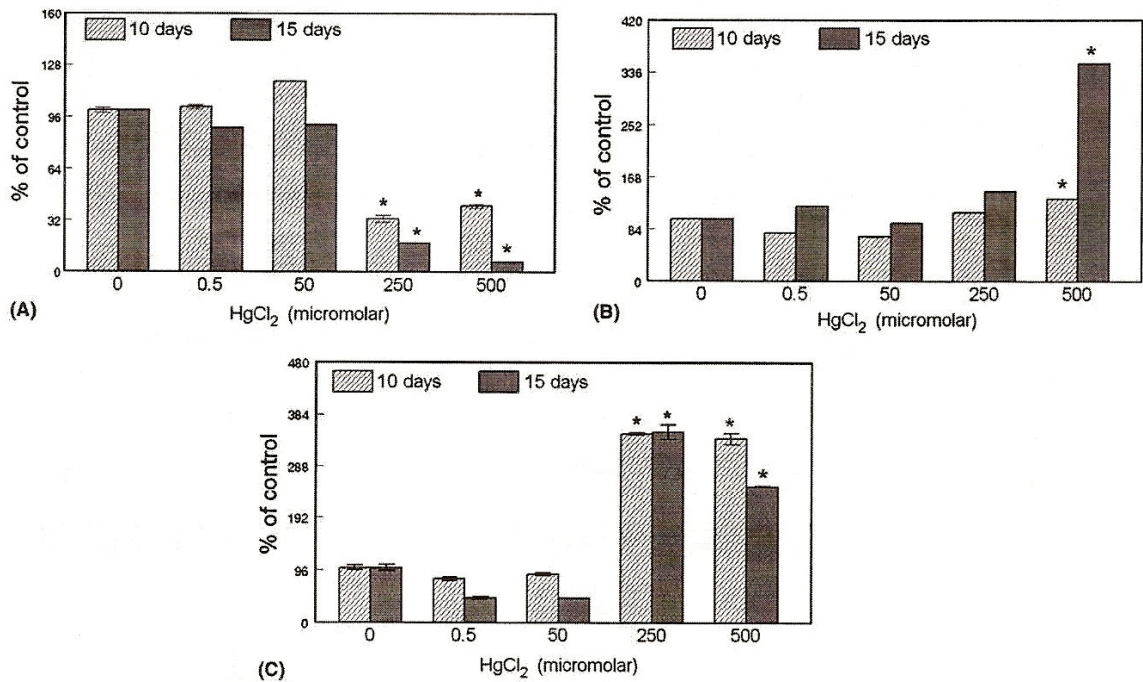 160
128
96
64
32
0
% of control
10 days 15 days
* * * *
0 0.5 50 250 500
HgCl₂ (micromolar)
(A)
420
336
252
168
84
0
% of control
10 days 15 days
* *
0 0.5 50 250 500
HgCl₂ (micromolar)
(B)
480
384
288
192
96
0
% of control
10 days 15 days
* * * *
0 0.5 50 250 500
HgCl₂ (micromolar)
(C)